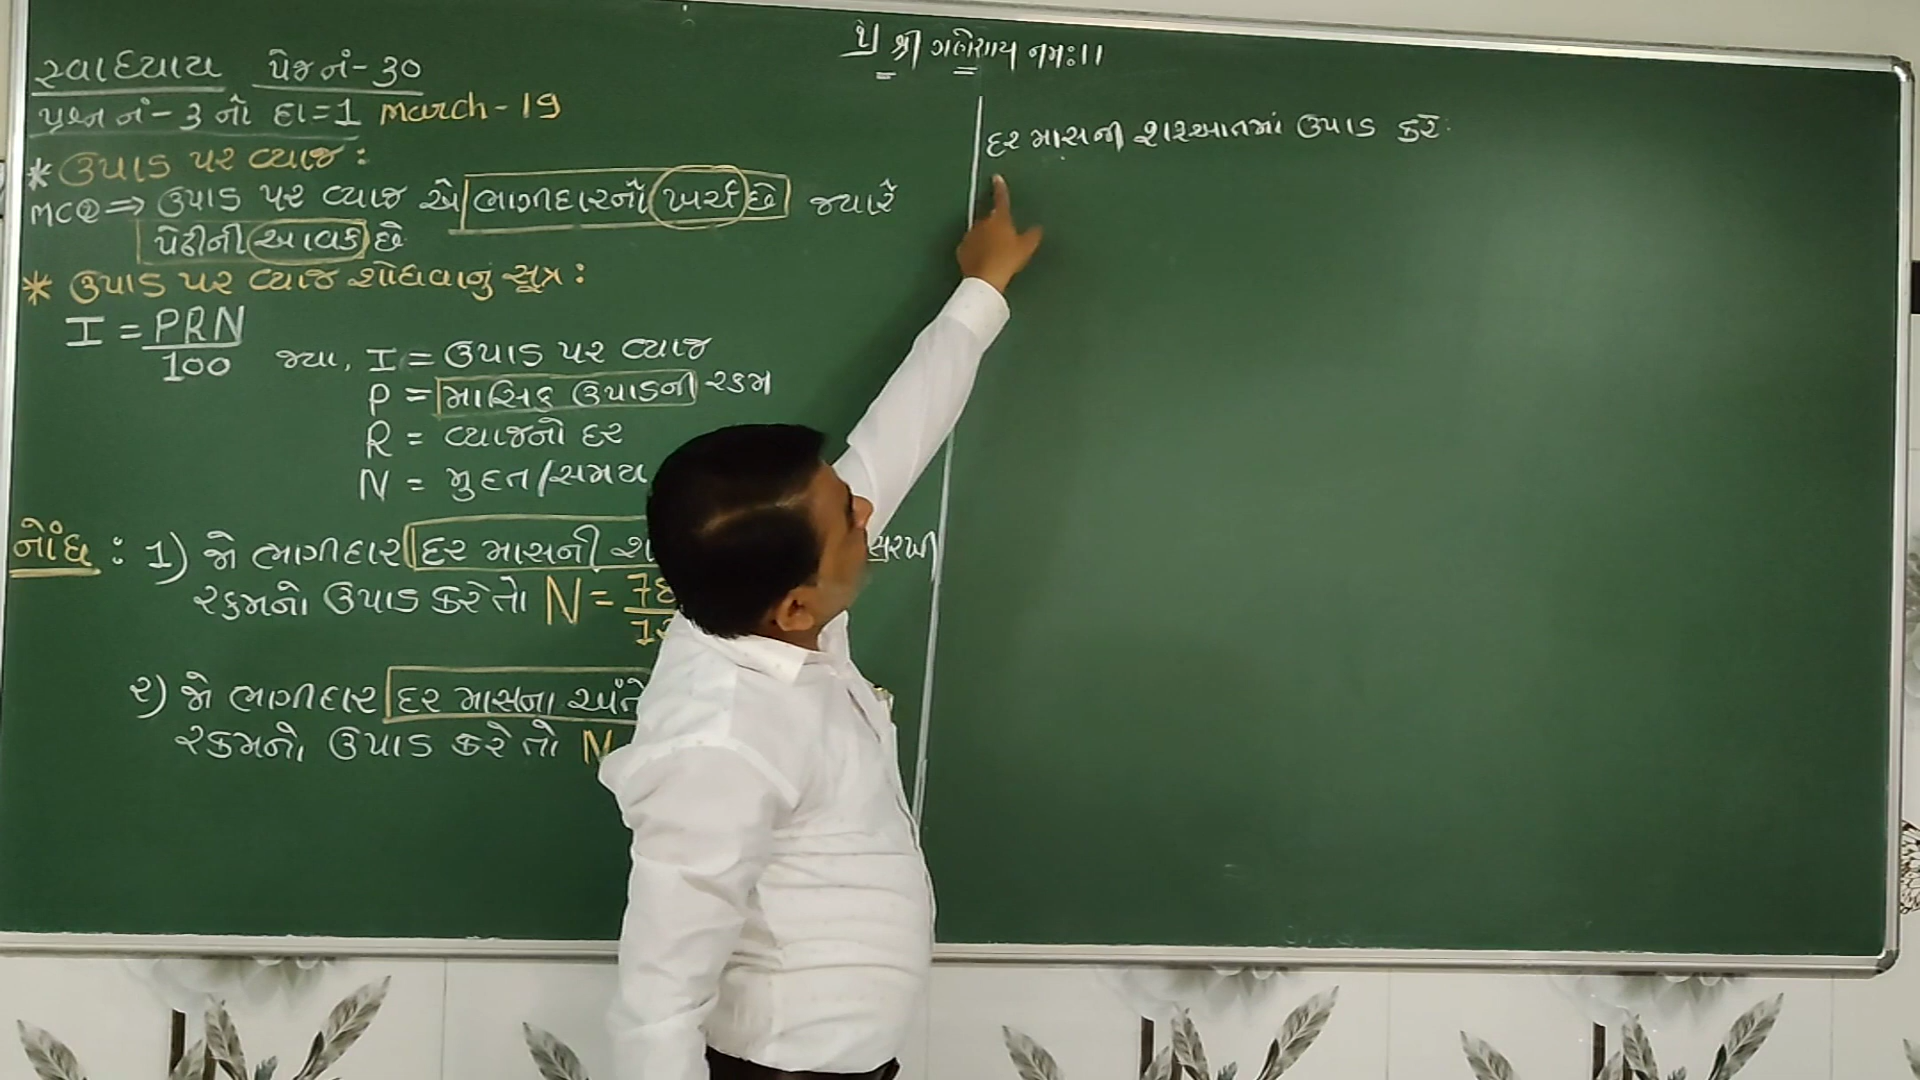 શ્રી ગણેશાય નમઃ।।
સ્વાધ્યાય પેજ નં-૩૦
પ્રશ્ન નં-૩ નો દા=1 March-19
* ઉપાડ પર વ્યાજ :
MCQ ⇒ ઉપાડ પર વ્યાજ એ ભાગીદારનો ખર્ચ છે જ્યારે
પેઢીની આવક છે
* ઉપાડ પર વ્યાજ શોધવાનુ સૂત્ર :
I = PRN
100
જ્યા, I = ઉપાડ પર વ્યાજ
P = માસિક ઉપાડની રકમ
R = વ્યાજનો દર
N = મુદત/સમય
નોંધ : 1) જો ભાગીદાર દર માસની સરખી
રકમનો ઉપાડ કરે તો N =
૨) જો ભાગીદાર દર માસના
રકમનો ઉપાડ કરે તો
દર માસની શરૂઆતમાં ઉપાડ કરે